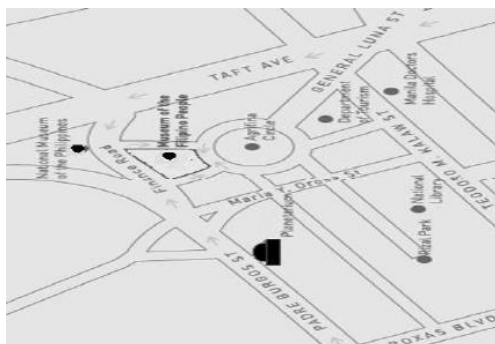 TAFT AVE
GENERAL LUNA ST
National Museum
of the Philippines
Museum of the
Filipino People
Finance Road
Agrifina
Circle
Department
of Tourism
Manila Doctors
Hospital
TEODORO M KALAW ST
Maria Y. Orosa St
Planetarium
National
Library
Rizal Park
PADRE BURGOS ST
ROXAS BLVD